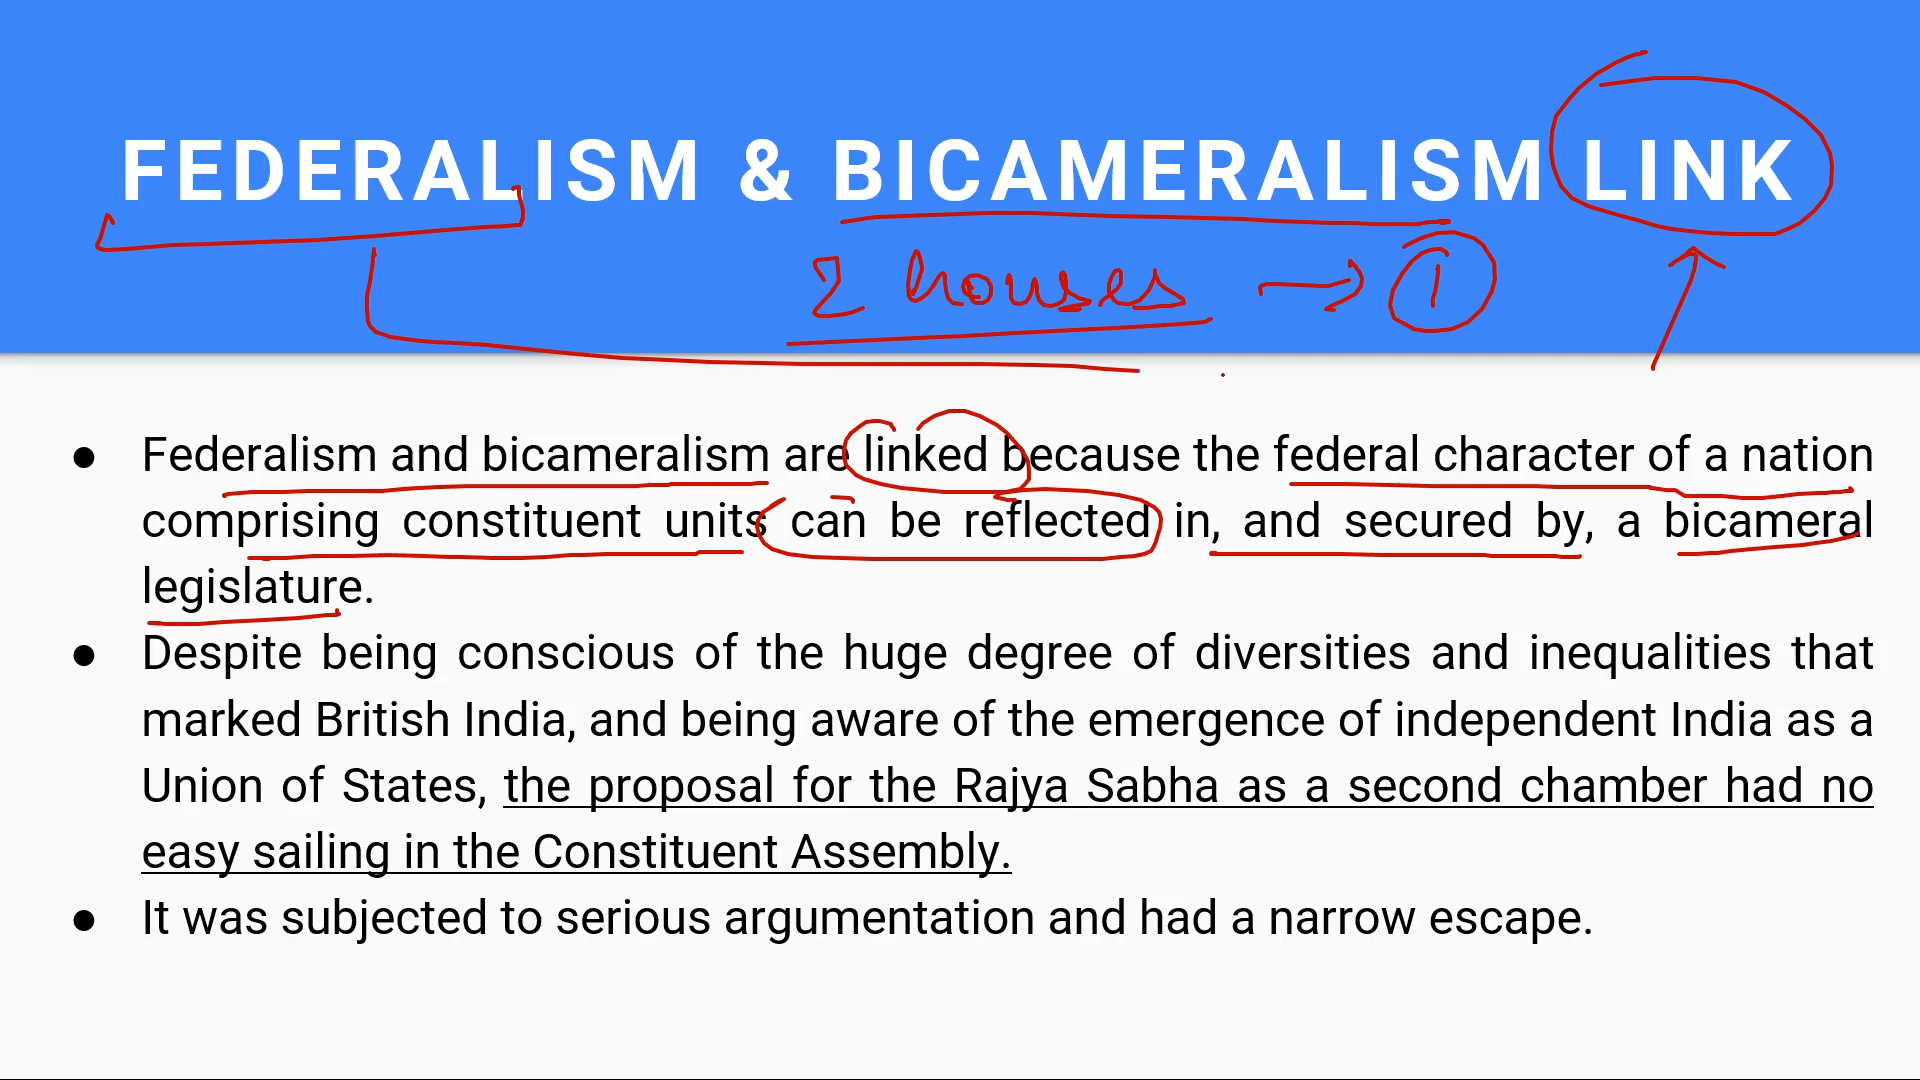 FEDERALISM & BICAMERALISM LINK
2 houses → 1
● Federalism and bicameralism are linked because the federal character of a nation
comprising constituent units can be reflected in, and secured by, a bicameral
legislature.
● Despite being conscious of the huge degree of diversities and inequalities that
marked British India, and being aware of the emergence of independent India as a
Union of States, the proposal for the Rajya Sabha as a second chamber had no
easy sailing in the Constituent Assembly.
● It was subjected to serious argumentation and had a narrow escape.